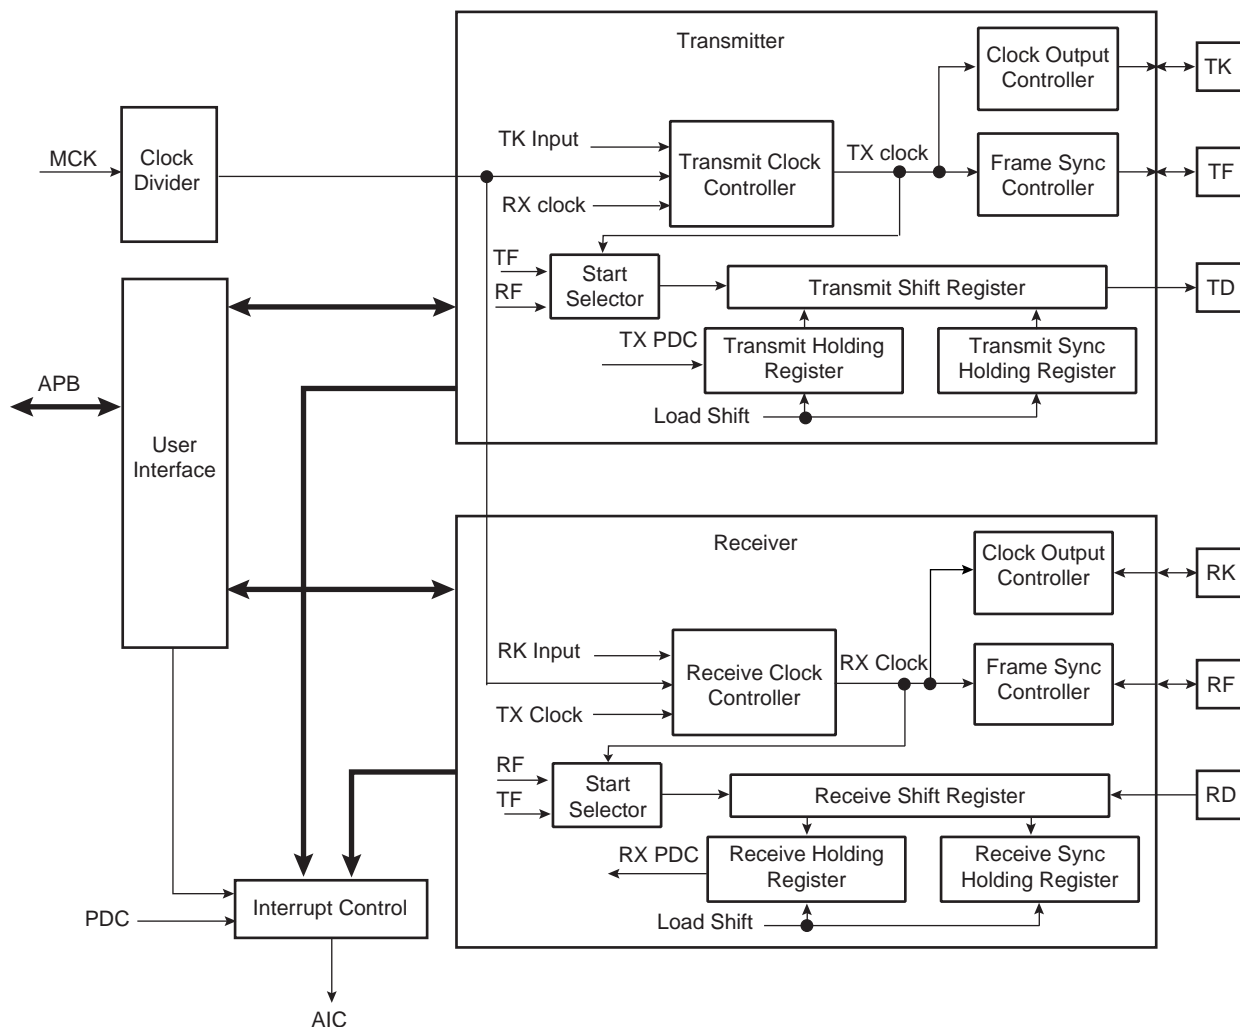 Transmitter
Clock Output
Controller
TK
MCK
Clock
Divider
TK Input
Transmit Clock
Controller
TX clock
Frame Sync
Controller
TF
RX clock
TF
RF
Start
Selector
Transmit Shift Register
TD
TX PDC
Transmit Holding
Register
Transmit Sync
Holding Register
Load Shift
APB
User
Interface
Receiver
Clock Output
Controller
RK
RK Input
Receive Clock
Controller
RX Clock
Frame Sync
Controller
RF
TX Clock
RF
TF
Start
Selector
Receive Shift Register
RD
RX PDC
Receive Holding
Register
Receive Sync
Holding Register
Load Shift
PDC
Interrupt Control
AIC